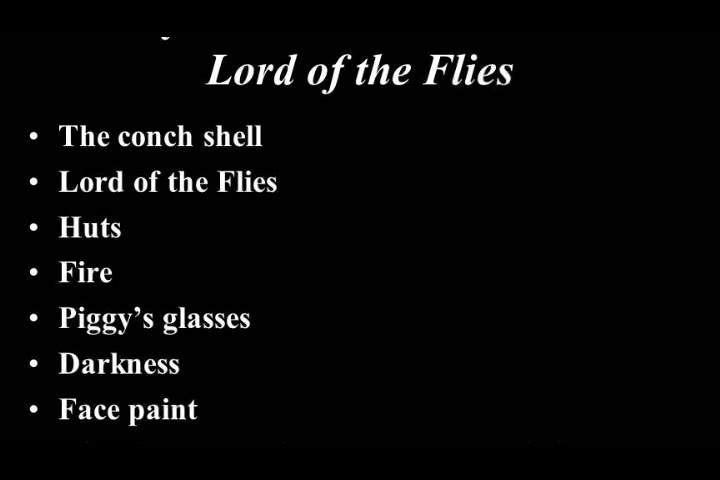 Lord of the Flies
• The conch shell
• Lord of the Flies
• Huts
• Fire
• Piggy’s glasses
• Darkness
• Face paint